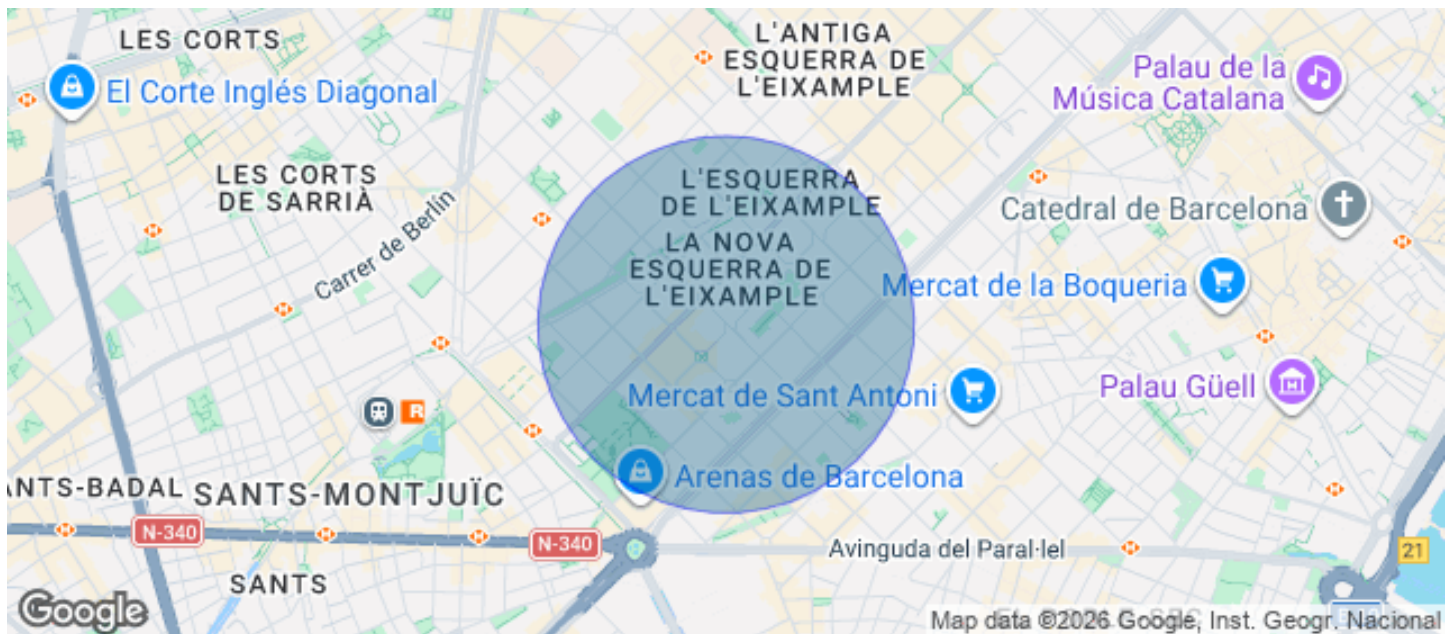 LES CORTS
El Corte Inglés Diagonal
L'ANTIGA
ESQUERRA DE
L'EIXAMPLE
Palau de la
Música Catalana
LES CORTS
DE SARRIÀ
Carrer de Berlín
L'ESQUERRA
DE L'EIXAMPLE
LA NOVA
ESQUERRA DE
L'EIXAMPLE
Catedral de Barcelona
Mercat de la Boqueria
Mercat de Sant Antoni
Palau Güell
R
Arenas de Barcelona
ANTS-BADAL
SANTS-MONTJUÏC
N-340
N-340
Avinguda del Paral·lel
21
SANTS
Google
Map data ©2026 Google, Inst. Geogr. Nacional